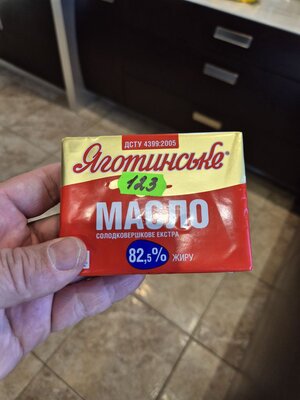 ДСТУ 4399:2005
Яготинське
123
МАСЛО
СОЛОДКОВЕРШКОВЕ ЕКСТРА
82,5% ЖИРУ